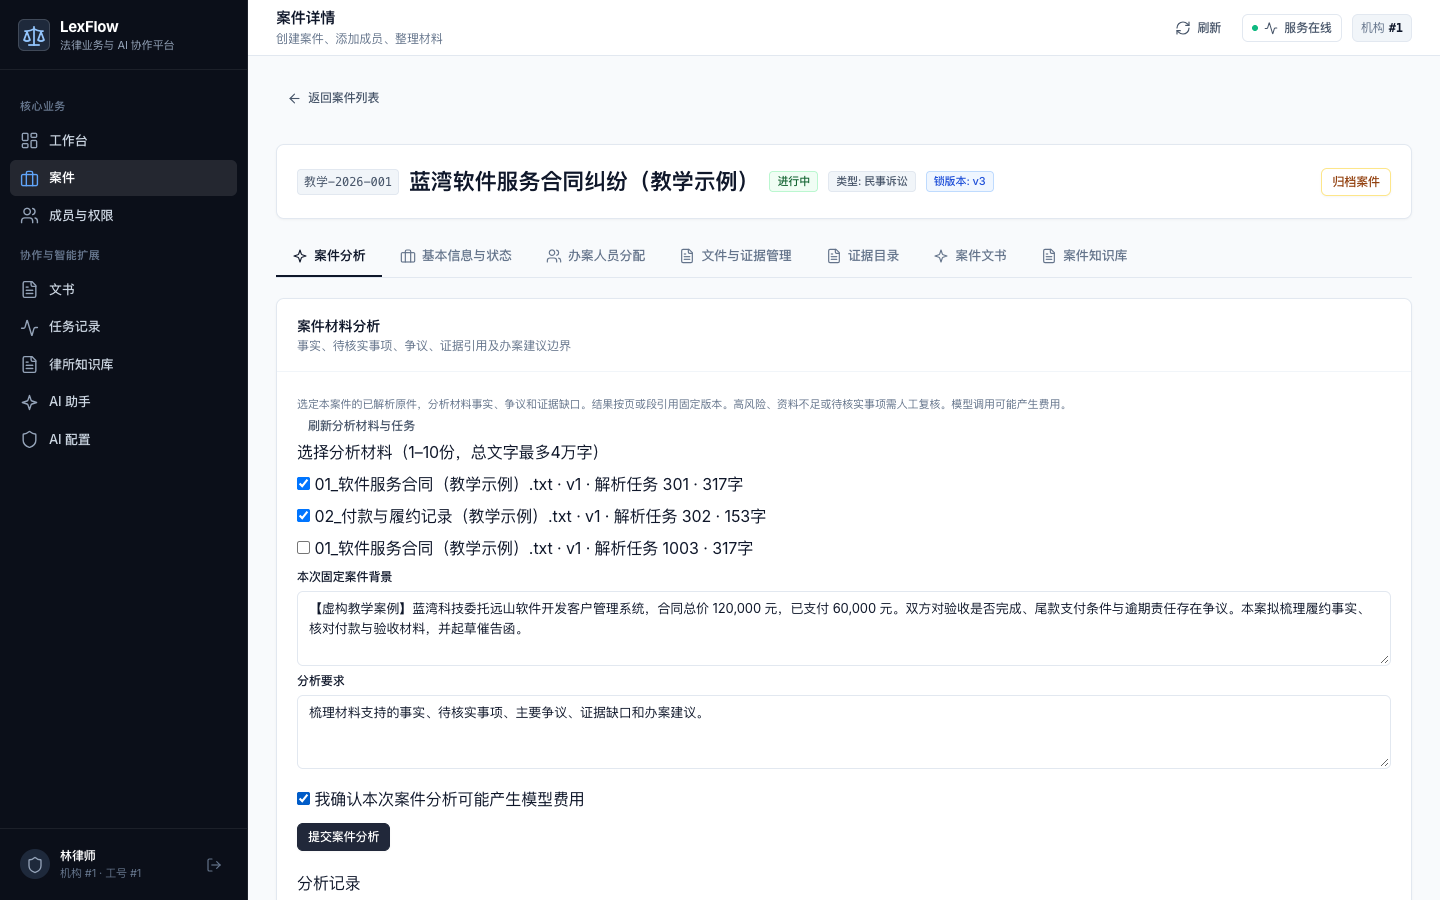 LexFlow
法律业务与 AI 协作平台
核心业务
工作台
案件
成员与权限
协作与智能扩展
文书
任务记录
律所知识库
AI 助手
AI 配置
林律师
机构 #1 · 工号 #1
案件详情
创建案件、添加成员、整理材料
刷新
服务在线
机构 #1
返回案件列表
教学-2026-001
蓝湾软件服务合同纠纷（教学示例）
进行中
类型: 民事诉讼
锁版本: v3
归档案件
案件分析
基本信息与状态
办案人员分配
文件与证据管理
证据目录
案件文书
案件知识库
案件材料分析
事实、待核实事项、争议、证据引用及办案建议边界
选定本案件的已解析原件，分析材料事实、争议和证据缺口。结果按页或段引用固定版本。高风险、资料不足或待核实事项需人工复核。模型调用可能产生费用。
刷新分析材料与任务
选择分析材料（1–10份，总文字最多4万字）
01_软件服务合同（教学示例）.txt · v1 · 解析任务 301 · 317字
02_付款与履约记录（教学示例）.txt · v1 · 解析任务 302 · 153字
01_软件服务合同（教学示例）.txt · v1 · 解析任务 1003 · 317字
本次固定案件背景
【虚构教学案例】蓝湾科技委托远山软件开发客户管理系统，合同总价 120,000 元，已支付 60,000 元。双方对验收是否完成、尾款支付条件与逾期责任存在争议。本案拟梳理履约事实、
核对付款与验收材料，并起草催告函。
分析要求
梳理材料支持的事实、待核实事项、主要争议、证据缺口和办案建议。
我确认本次案件分析可能产生模型费用
提交案件分析
分析记录